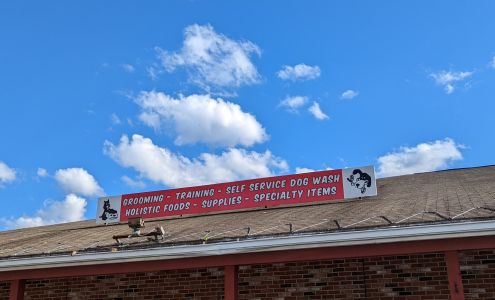 GROOMING - TRAINING - SELF SERVICE DOG WASH
HOLISTIC FOODS - SUPPLIES - SPECIALTY ITEMS